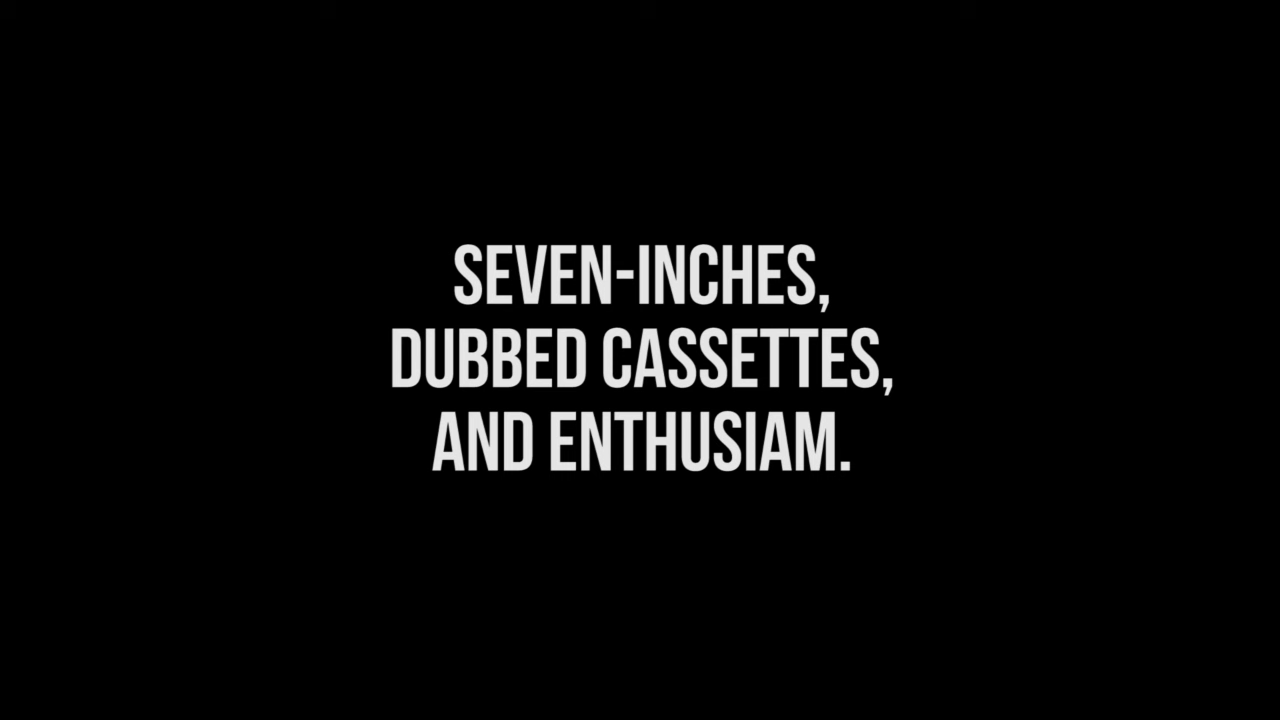 SEVEN-INCHES,
DUBBED CASSETTES,
AND ENTHUSIAM.